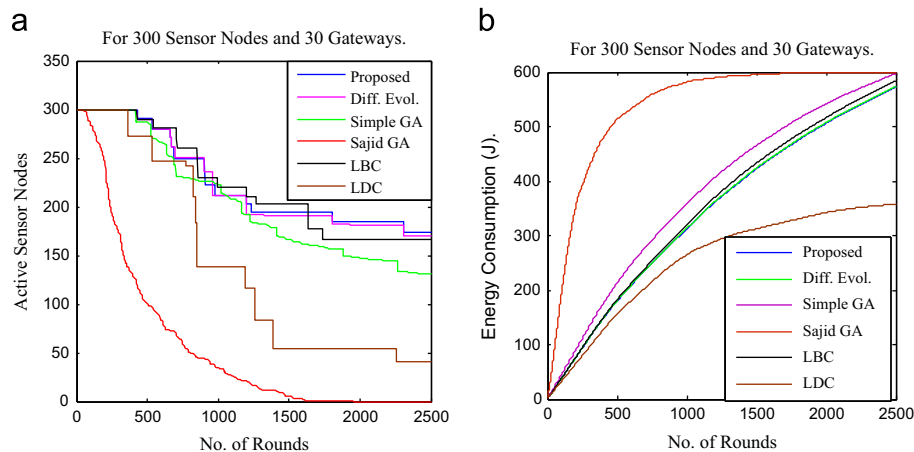 a
For 300 Sensor Nodes and 30 Gateways.
350
300
250
200
150
100
50
0
Active Sensor Nodes
Proposed
Diff. Evol.
Simple GA
Sajid GA
LBC
LDC
0 500 1000 1500 2000 2500
No. of Rounds
b
For 300 Sensor Nodes and 30 Gateways.
600
500
400
300
200
100
0
Energy Consumption (J).
Proposed
Diff. Evol.
Simple GA
Sajid GA
LBC
LDC
0 500 1000 1500 2000 2500
No. of Rounds